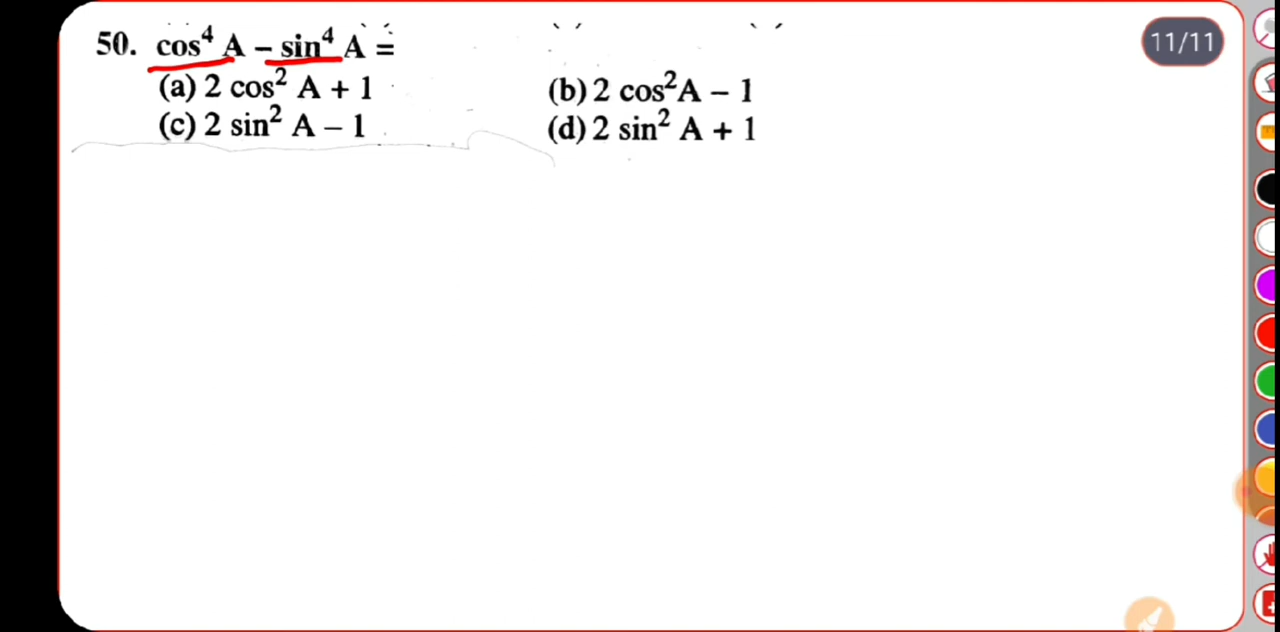 11/11
50. cos⁴ A − sin⁴ A =
(a) 2 cos² A + 1 (b) 2 cos²A − 1
(c) 2 sin² A − 1 (d) 2 sin² A + 1